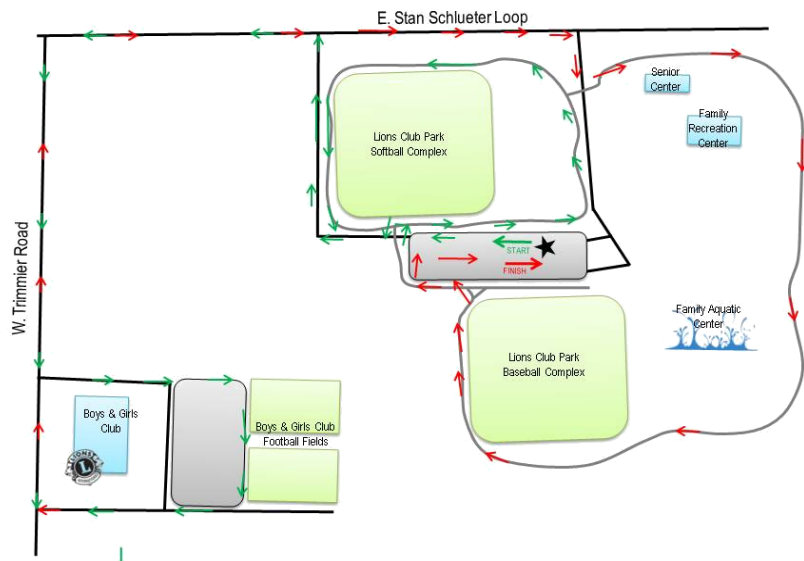 E. Stan Schlueter Loop
Senior
Center
Family
Recreation
Center
Lions Club Park
Softball Complex
W. Trimmier Road
START
FINISH
Family Aquatic
Center
Lions Club Park
Baseball Complex
Boys & Girls
Club
Boys & Girls Club
Football Fields
LIONS
L